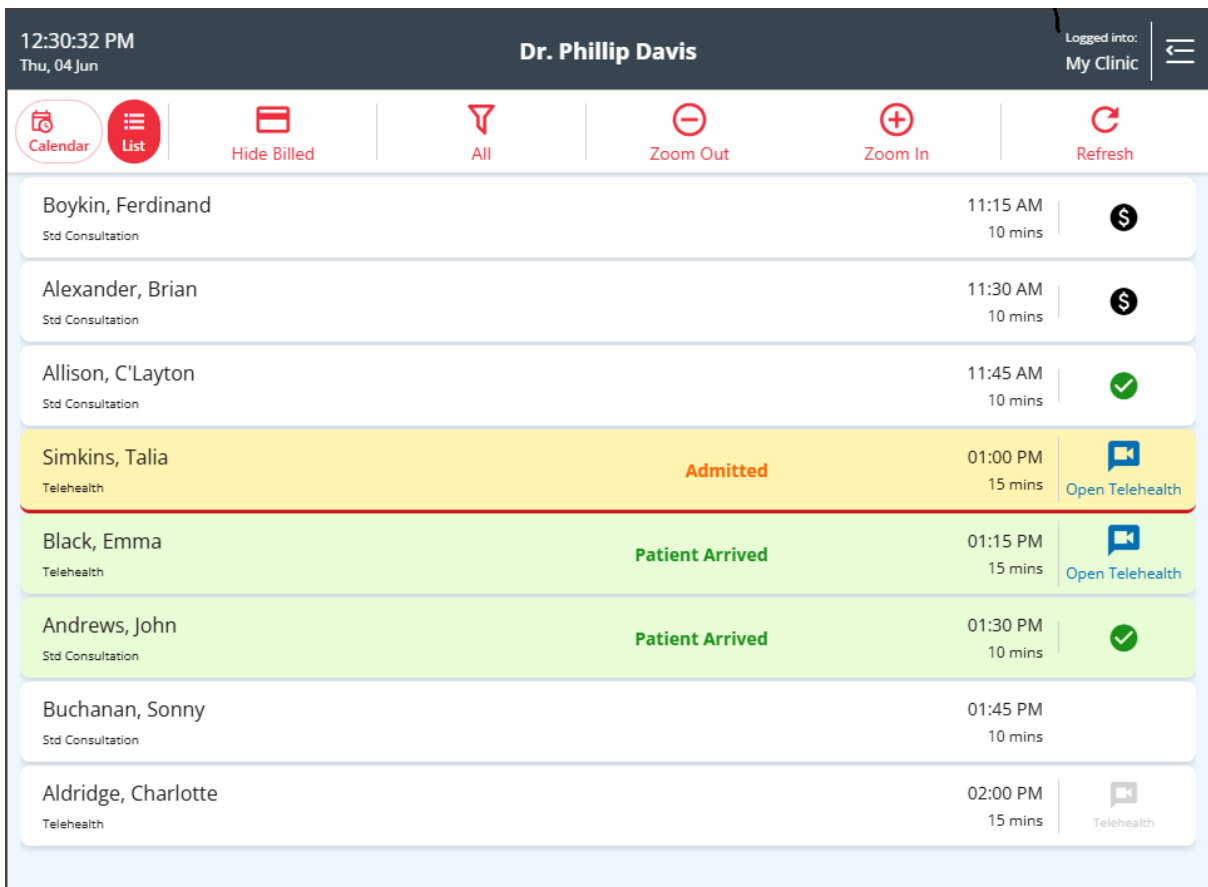 12:30:32 PM
Thu, 04 Jun
Dr. Phillip Davis
Logged into:
My Clinic
Calendar
List
Hide Billed
All
Zoom Out
Zoom In
Refresh
Boykin, Ferdinand
Std Consultation
11:15 AM
10 mins
Alexander, Brian
Std Consultation
11:30 AM
10 mins
Allison, C'Layton
Std Consultation
11:45 AM
10 mins
Simkins, Talia
Telehealth
Admitted
01:00 PM
15 mins
Open Telehealth
Black, Emma
Telehealth
Patient Arrived
01:15 PM
15 mins
Open Telehealth
Andrews, John
Std Consultation
Patient Arrived
01:30 PM
10 mins
Buchanan, Sonny
Std Consultation
01:45 PM
10 mins
Aldridge, Charlotte
Telehealth
02:00 PM
15 mins
Telehealth